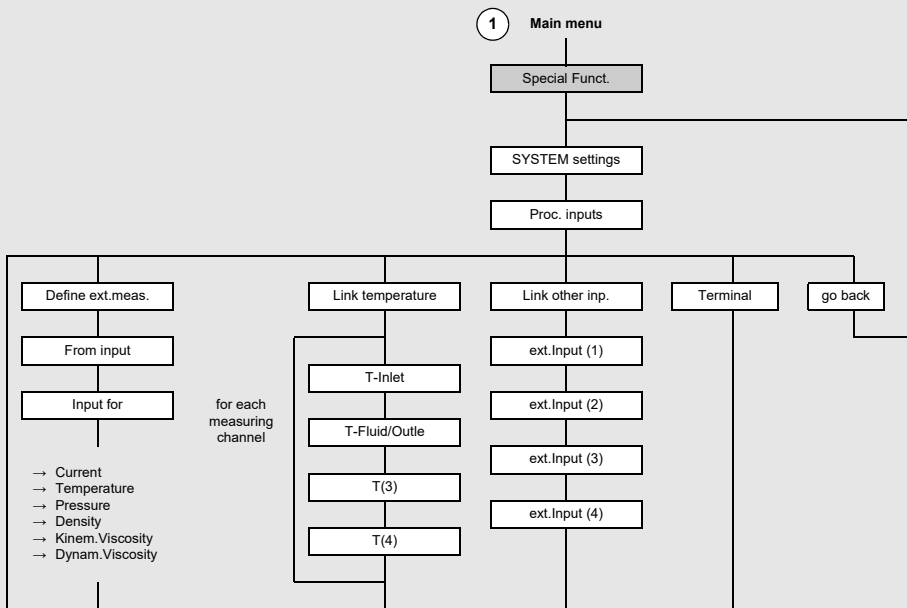 1 Main menu
Special Funct.
SYSTEM settings
Proc. inputs
Define ext.meas.
Link temperature
Link other inp.
Terminal
go back
From input
ext.Input (1)
T-Inlet
Input for
for each
measuring
channel
ext.Input (2)
T-Fluid/Outle
ext.Input (3)
→ Current
→ Temperature
→ Pressure
→ Density
→ Kinem.Viscosity
→ Dynam.Viscosity
T(3)
ext.Input (4)
T(4)